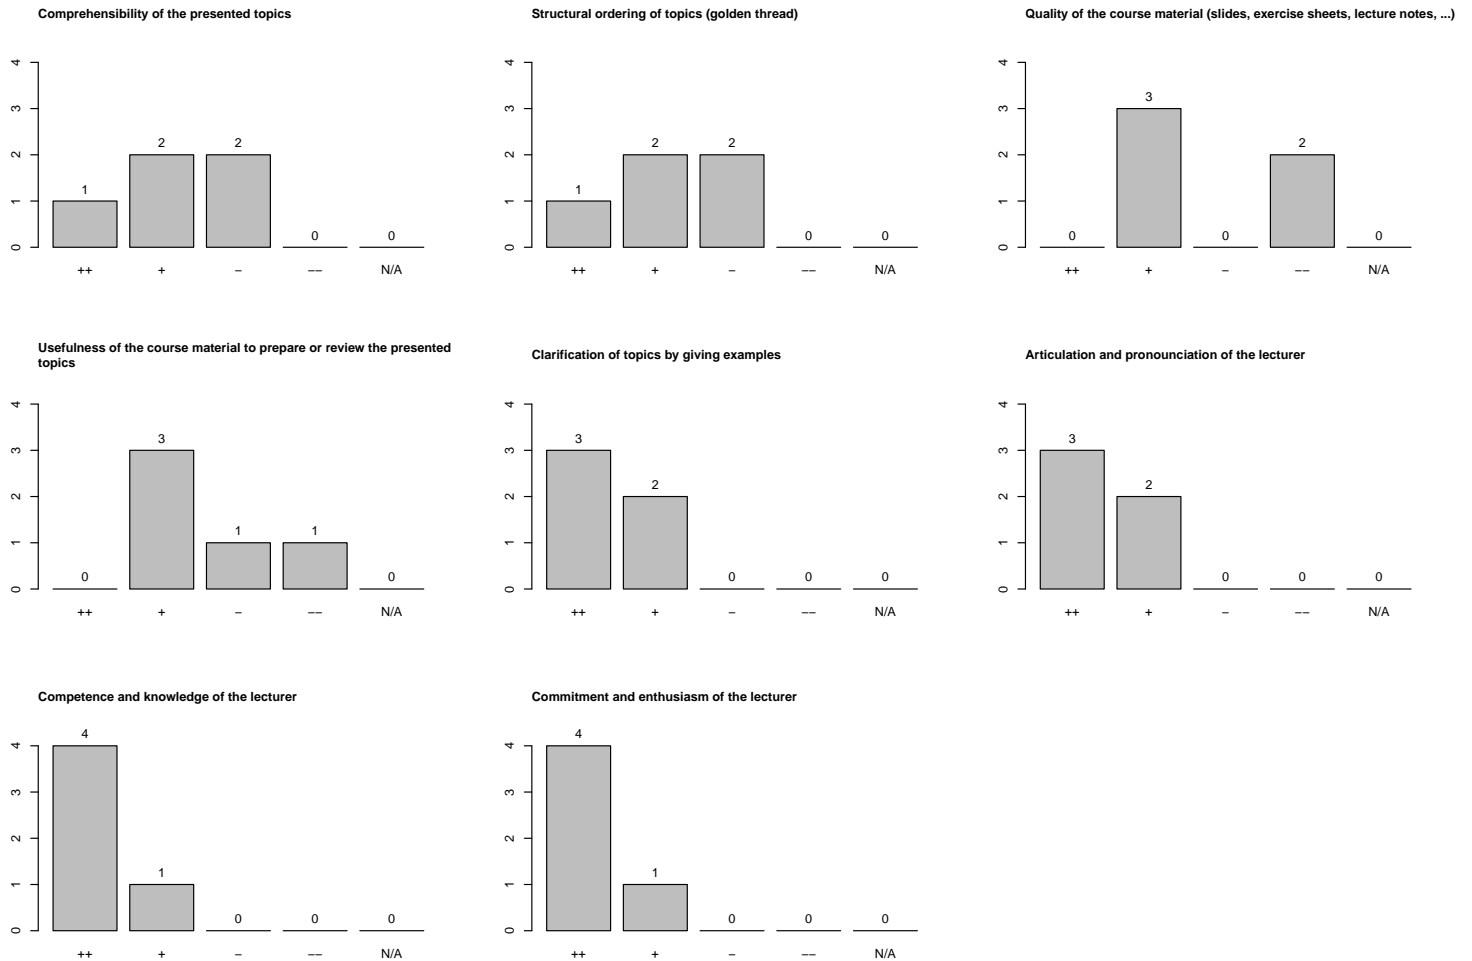 Comprehensibility of the presented topics
4
3
2
1
0
1 2 2 0 0
++ + − −− N/A
Structural ordering of topics (golden thread)
4
3
2
1
0
1 2 2 0 0
++ + − −− N/A
Quality of the course material (slides, exercise sheets, lecture notes, ...)
4
3
2
1
0
0 3 0 2 0
++ + − −− N/A
Usefulness of the course material to prepare or review the presented
topics
4
3
2
1
0
0 3 1 1 0
++ + − −− N/A
Clarification of topics by giving examples
4
3
2
1
0
3 2 0 0 0
++ + − −− N/A
Articulation and pronounciation of the lecturer
4
3
2
1
0
3 2 0 0 0
++ + − −− N/A
Competence and knowledge of the lecturer
4
3
2
1
0
4 1 0 0 0
++ + − −− N/A
Commitment and enthusiasm of the lecturer
4
3
2
1
0
4 1 0 0 0
++ + − −− N/A